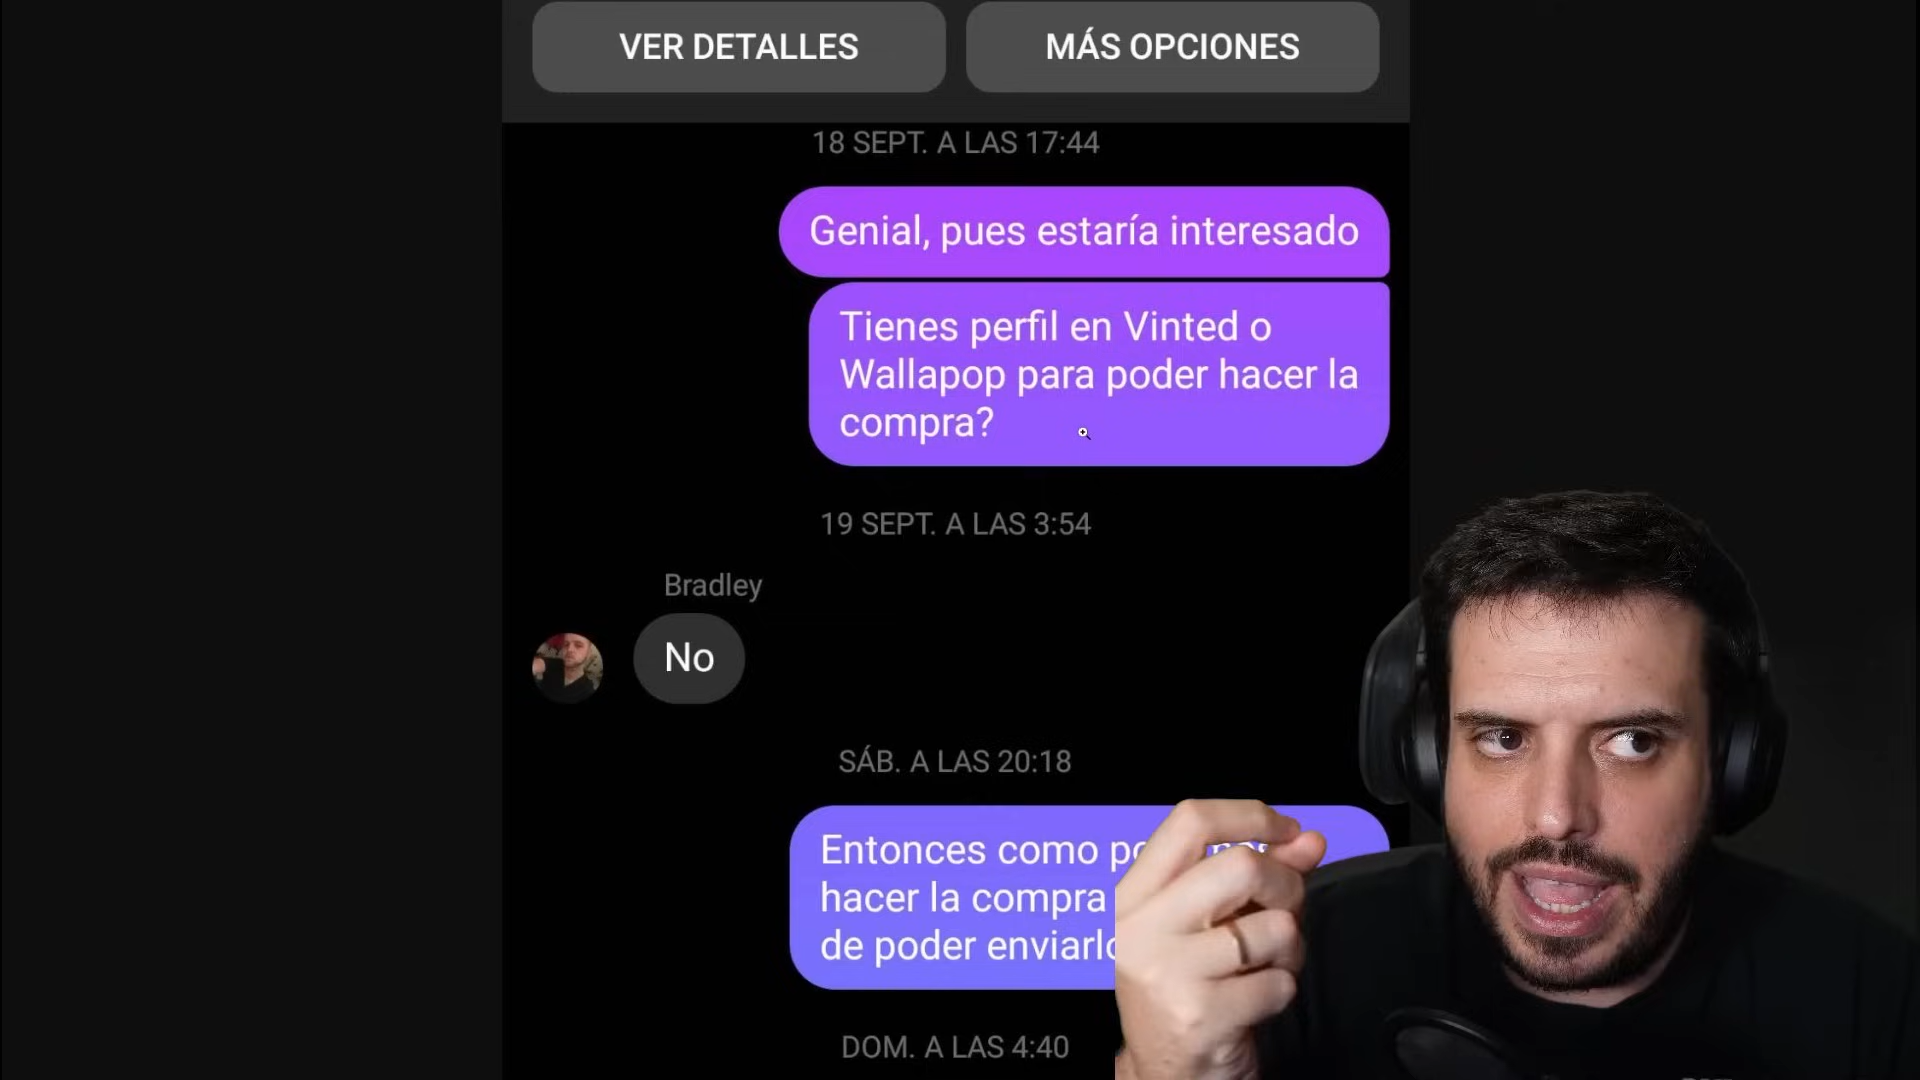 VER DETALLES
MÁS OPCIONES
18 SEPT. A LAS 17:44
Genial, pues estaría interesado
Tienes perfil en Vinted o
Wallapop para poder hacer la
compra?
19 SEPT. A LAS 3:54
Bradley
No
SÁB. A LAS 20:18
Entonces como
hacer la compra
de poder
DOM. A LAS 4:40